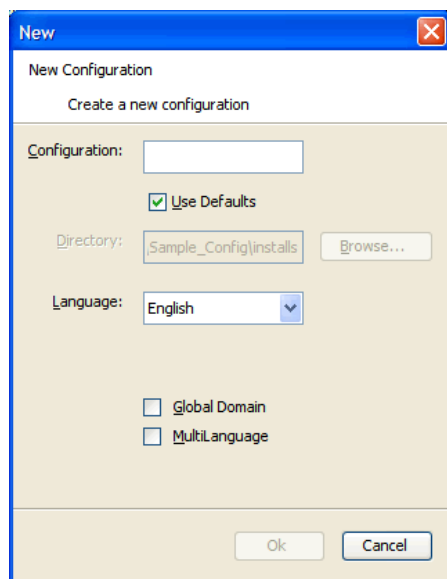 New
New Configuration
Create a new configuration
Configuration:
Use Defaults
Directory: Sample_Config\installs Browse...
Language: English
Global Domain
MultiLanguage
Ok Cancel